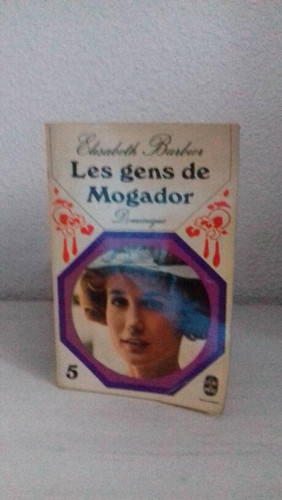 Elisabeth Barbier
Les gens de
Mogador
Dominique
5